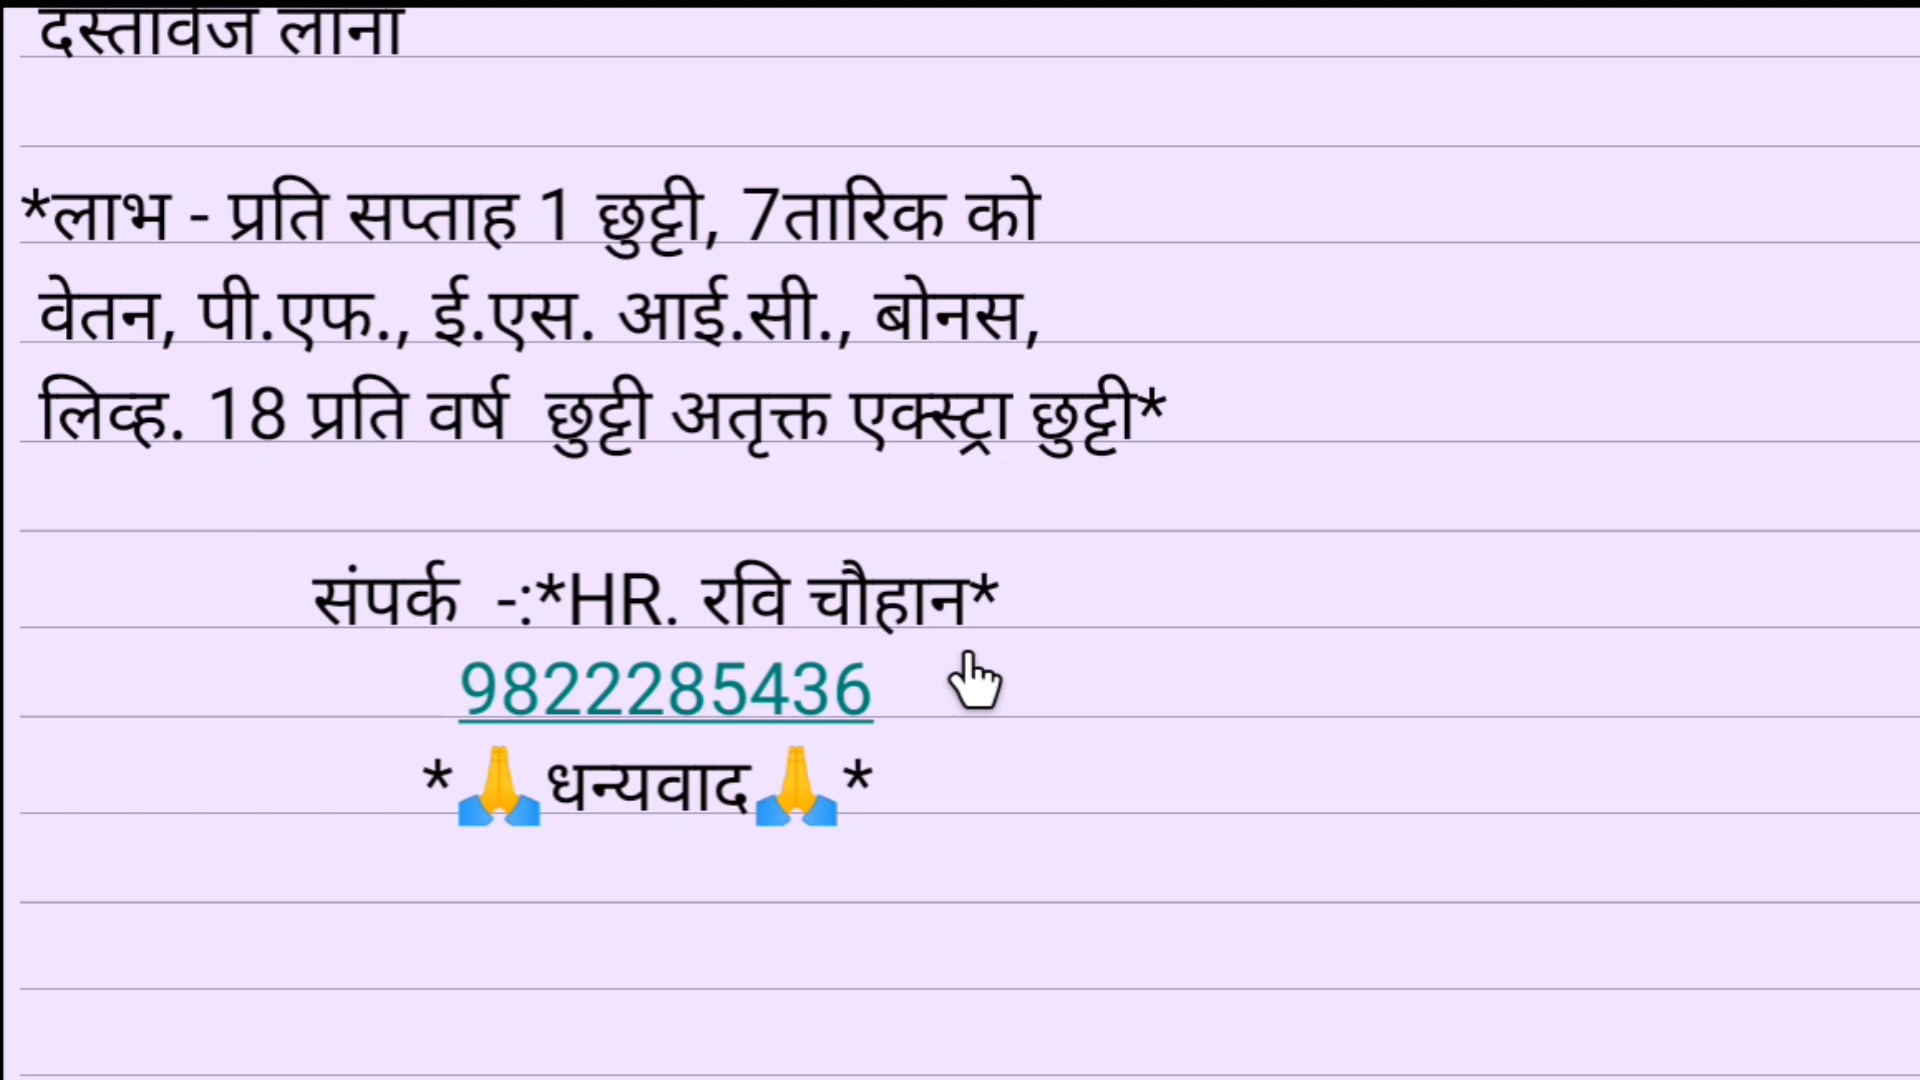 दस्तावेज लाना
*लाभ - प्रति सप्ताह 1 छुट्टी, 7तारिक को
वेतन, पी.एफ., ई.एस. आई.सी., बोनस,
लिव्ह. 18 प्रति वर्ष  छुट्टी अतृक्त एक्स्ट्रा छुट्टी*
संपर्क  -:*HR. रवि चौहान*
9822285436
*🙏धन्यवाद🙏*